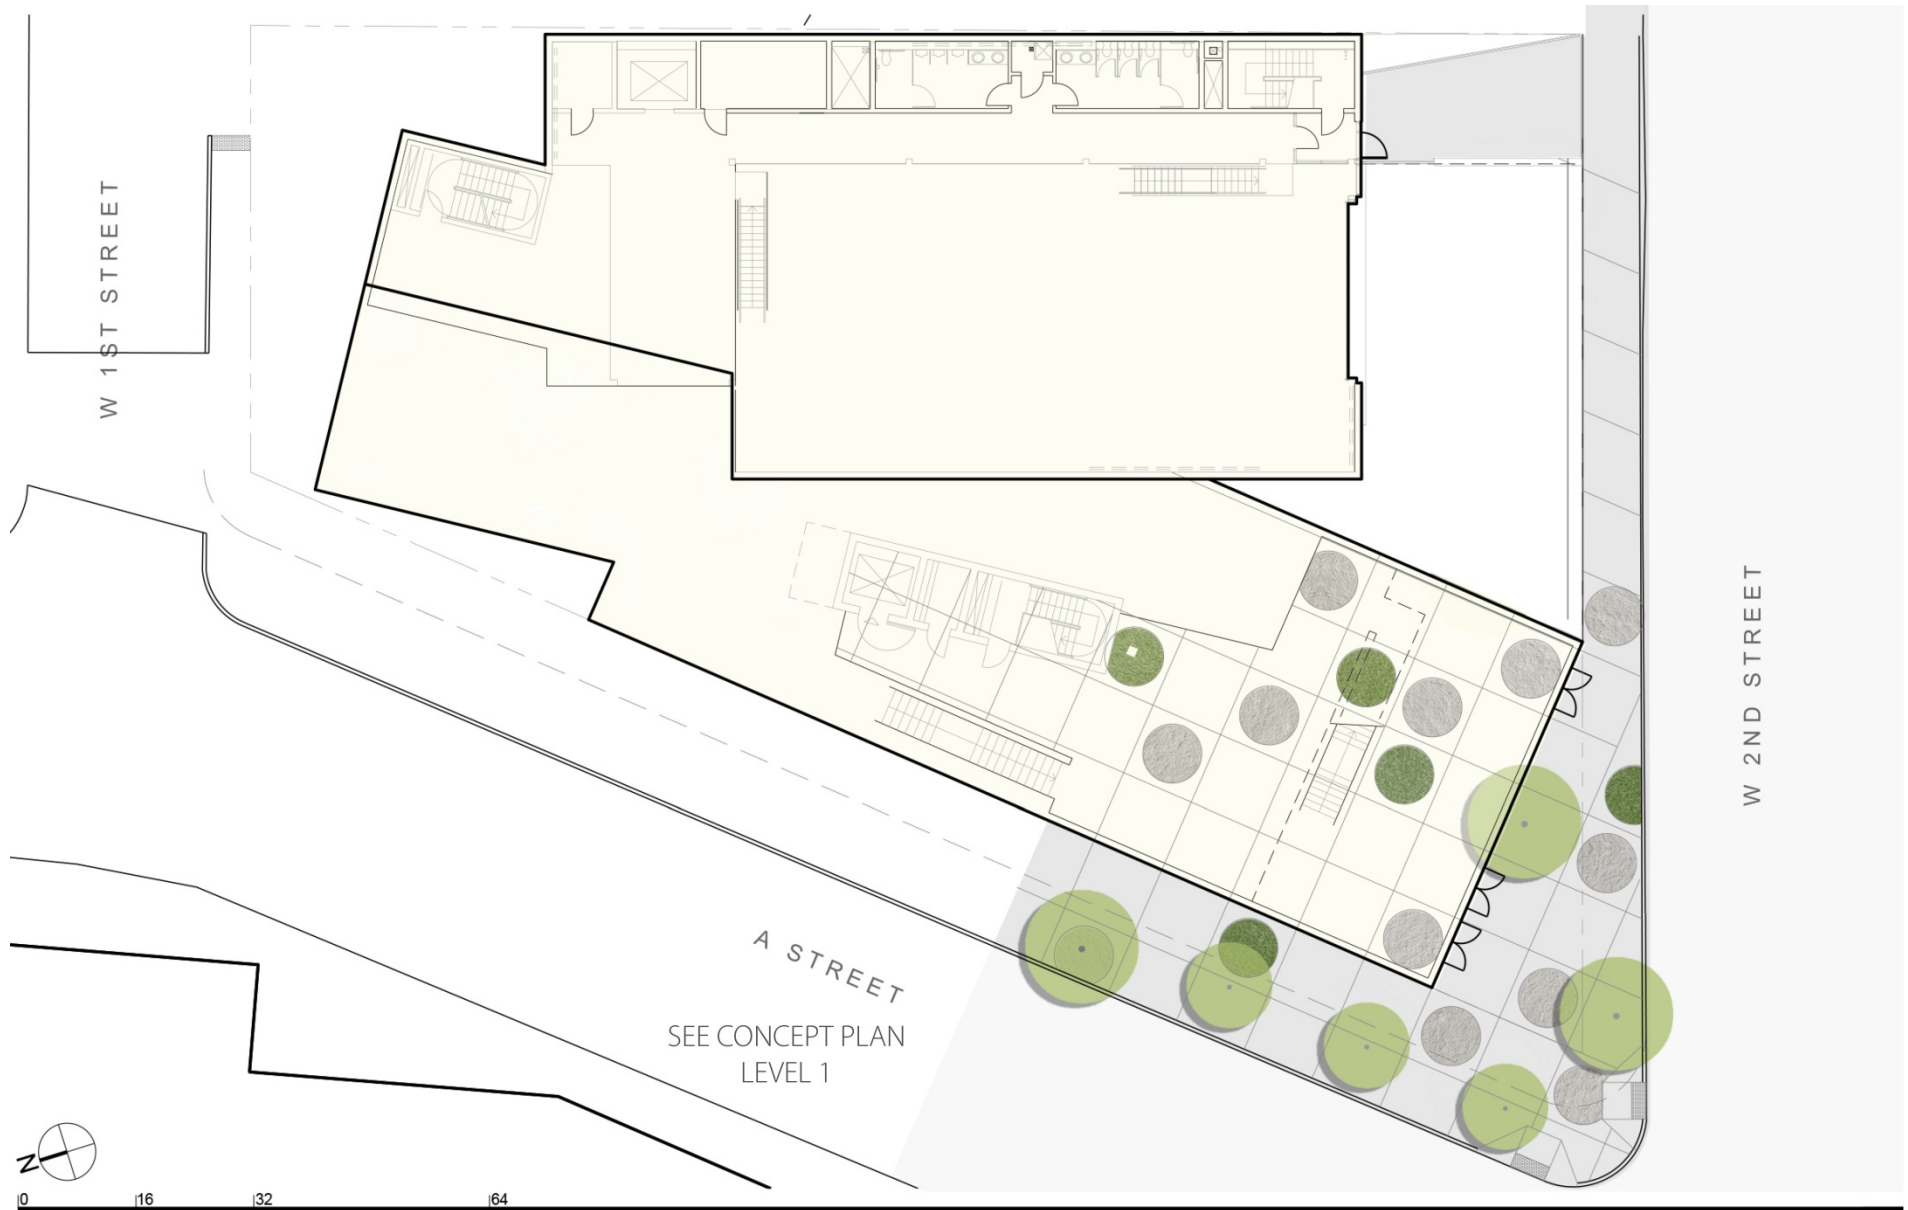 W 1ST STREET
W 2ND STREET
A STREET
SEE CONCEPT PLAN
LEVEL 1
N
0 16 32 64